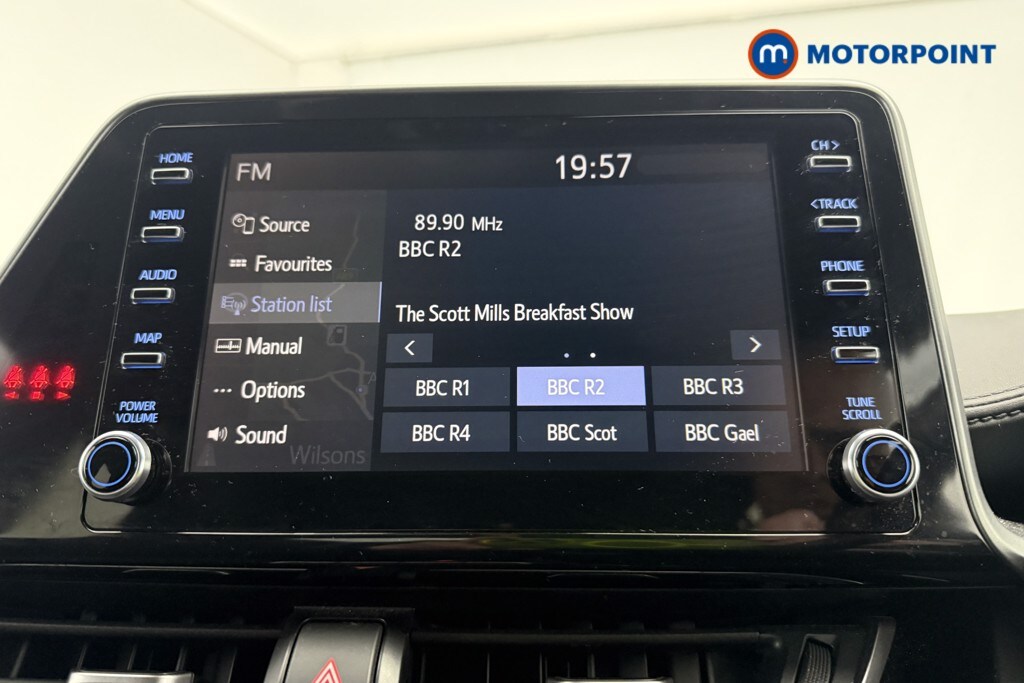 m MOTORPOINT
HOME
MENU
AUDIO
MAP
POWER
VOLUME
FM
19:57
Source
Favourites
Station list
Manual
Options
Sound
Wilsons
89.90 MHz
BBC R2
The Scott Mills Breakfast Show
< >
BBC R1 BBC R2 BBC R3
BBC R4 BBC Scot BBC Gael
CH >
< TRACK
PHONE
SETUP
TUNE
SCROLL